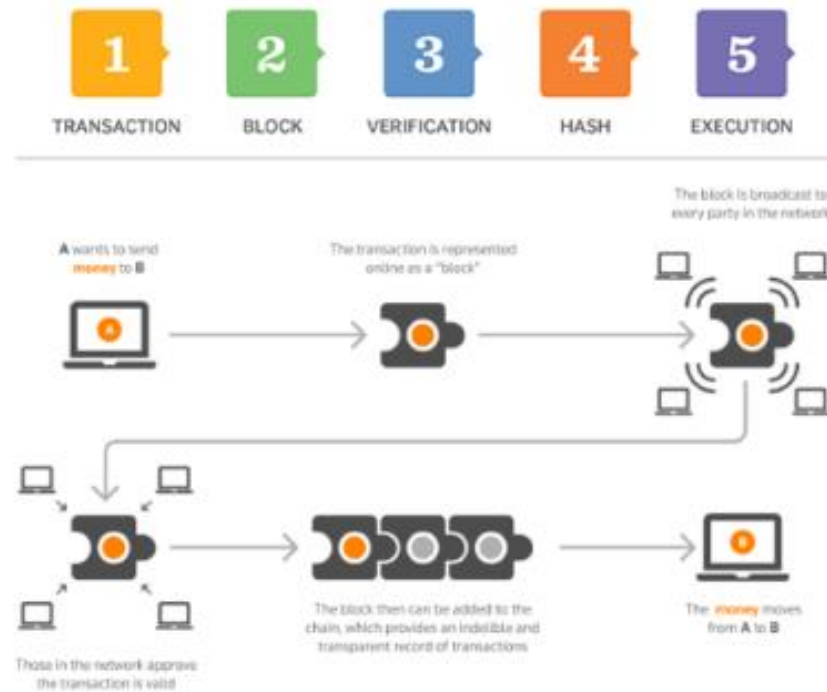 1
2
3
4
5
TRANSACTION
BLOCK
VERIFICATION
HASH
EXECUTION
The block is broadcast to
every party in the network
A wants to send
money to B
The transaction is represented
online as a "block"
A
Those in the network approve
the transaction is valid
The block then can be added to the
chain, which provides an indelible and
transparent record of transactions
B
The money moves
from A to B